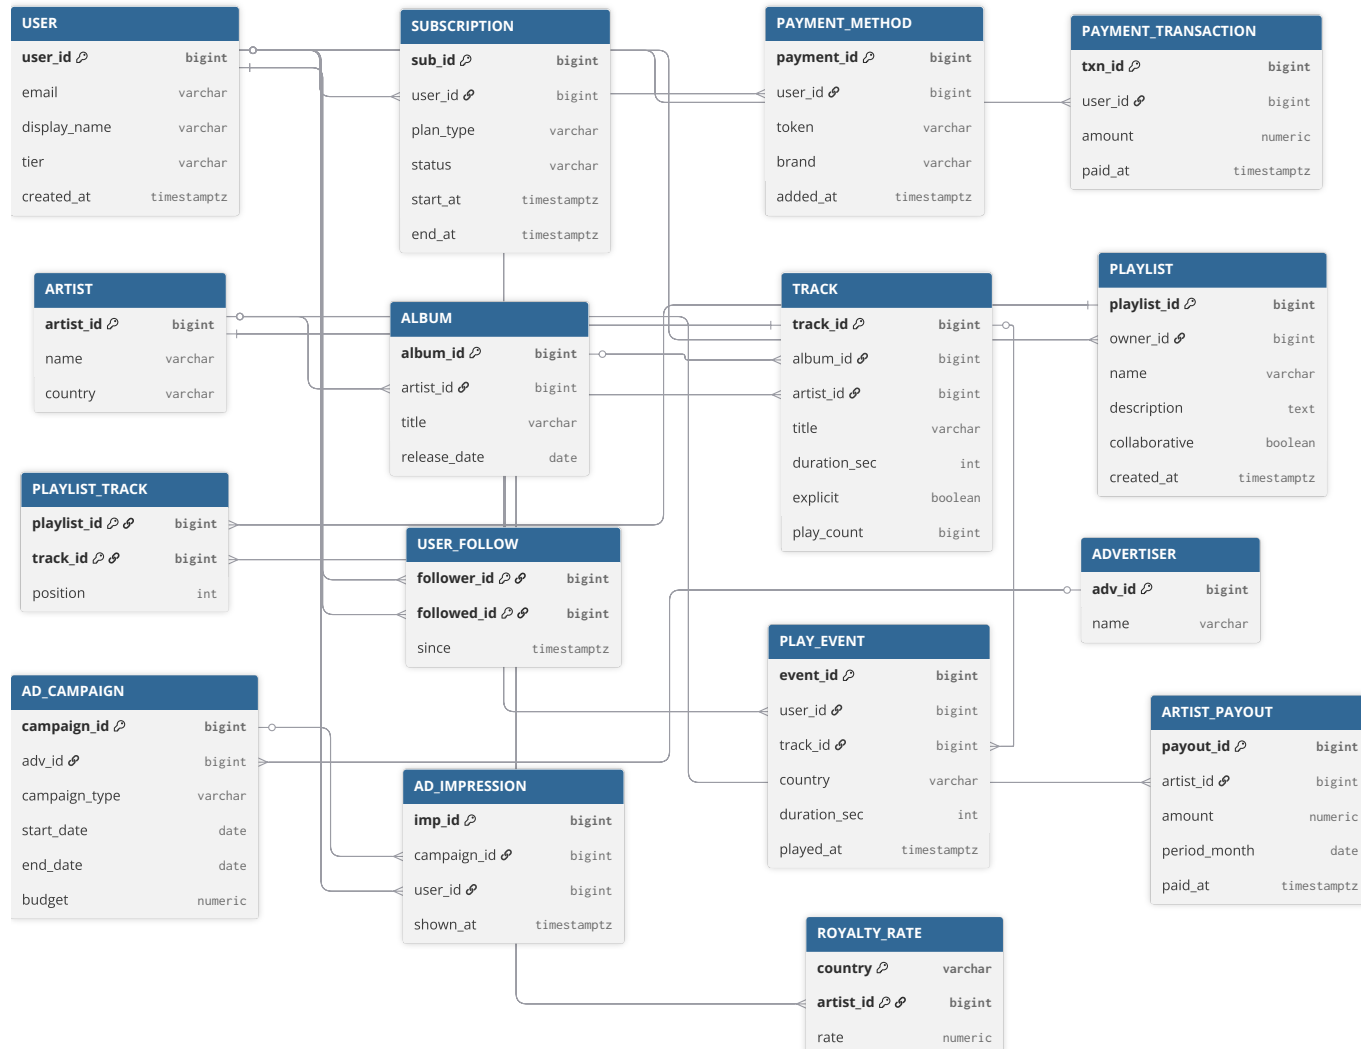 USER
user_id bigint
email varchar
display_name varchar
tier varchar
created_at timestamptz
SUBSCRIPTION
sub_id bigint
user_id bigint
plan_type varchar
status varchar
start_at timestamptz
end_at timestamptz
PAYMENT_METHOD
payment_id bigint
user_id bigint
token varchar
brand varchar
added_at timestamptz
PAYMENT_TRANSACTION
txn_id bigint
user_id bigint
amount numeric
paid_at timestamptz
ARTIST
artist_id bigint
name varchar
country varchar
ALBUM
album_id bigint
artist_id bigint
title varchar
release_date date
TRACK
track_id bigint
album_id bigint
artist_id bigint
title varchar
duration_sec int
explicit boolean
play_count bigint
PLAYLIST
playlist_id bigint
owner_id bigint
name varchar
description text
collaborative boolean
created_at timestamptz
PLAYLIST_TRACK
playlist_id bigint
track_id bigint
position int
USER_FOLLOW
follower_id bigint
followed_id bigint
since timestamptz
ADVERTISER
adv_id bigint
name varchar
PLAY_EVENT
event_id bigint
user_id bigint
track_id bigint
country varchar
duration_sec int
played_at timestamptz
AD_CAMPAIGN
campaign_id bigint
adv_id bigint
campaign_type varchar
start_date date
end_date date
budget numeric
AD_IMPRESSION
imp_id bigint
campaign_id bigint
user_id bigint
shown_at timestamptz
ARTIST_PAYOUT
payout_id bigint
artist_id bigint
amount numeric
period_month date
paid_at timestamptz
ROYALTY_RATE
country varchar
artist_id bigint
rate numeric